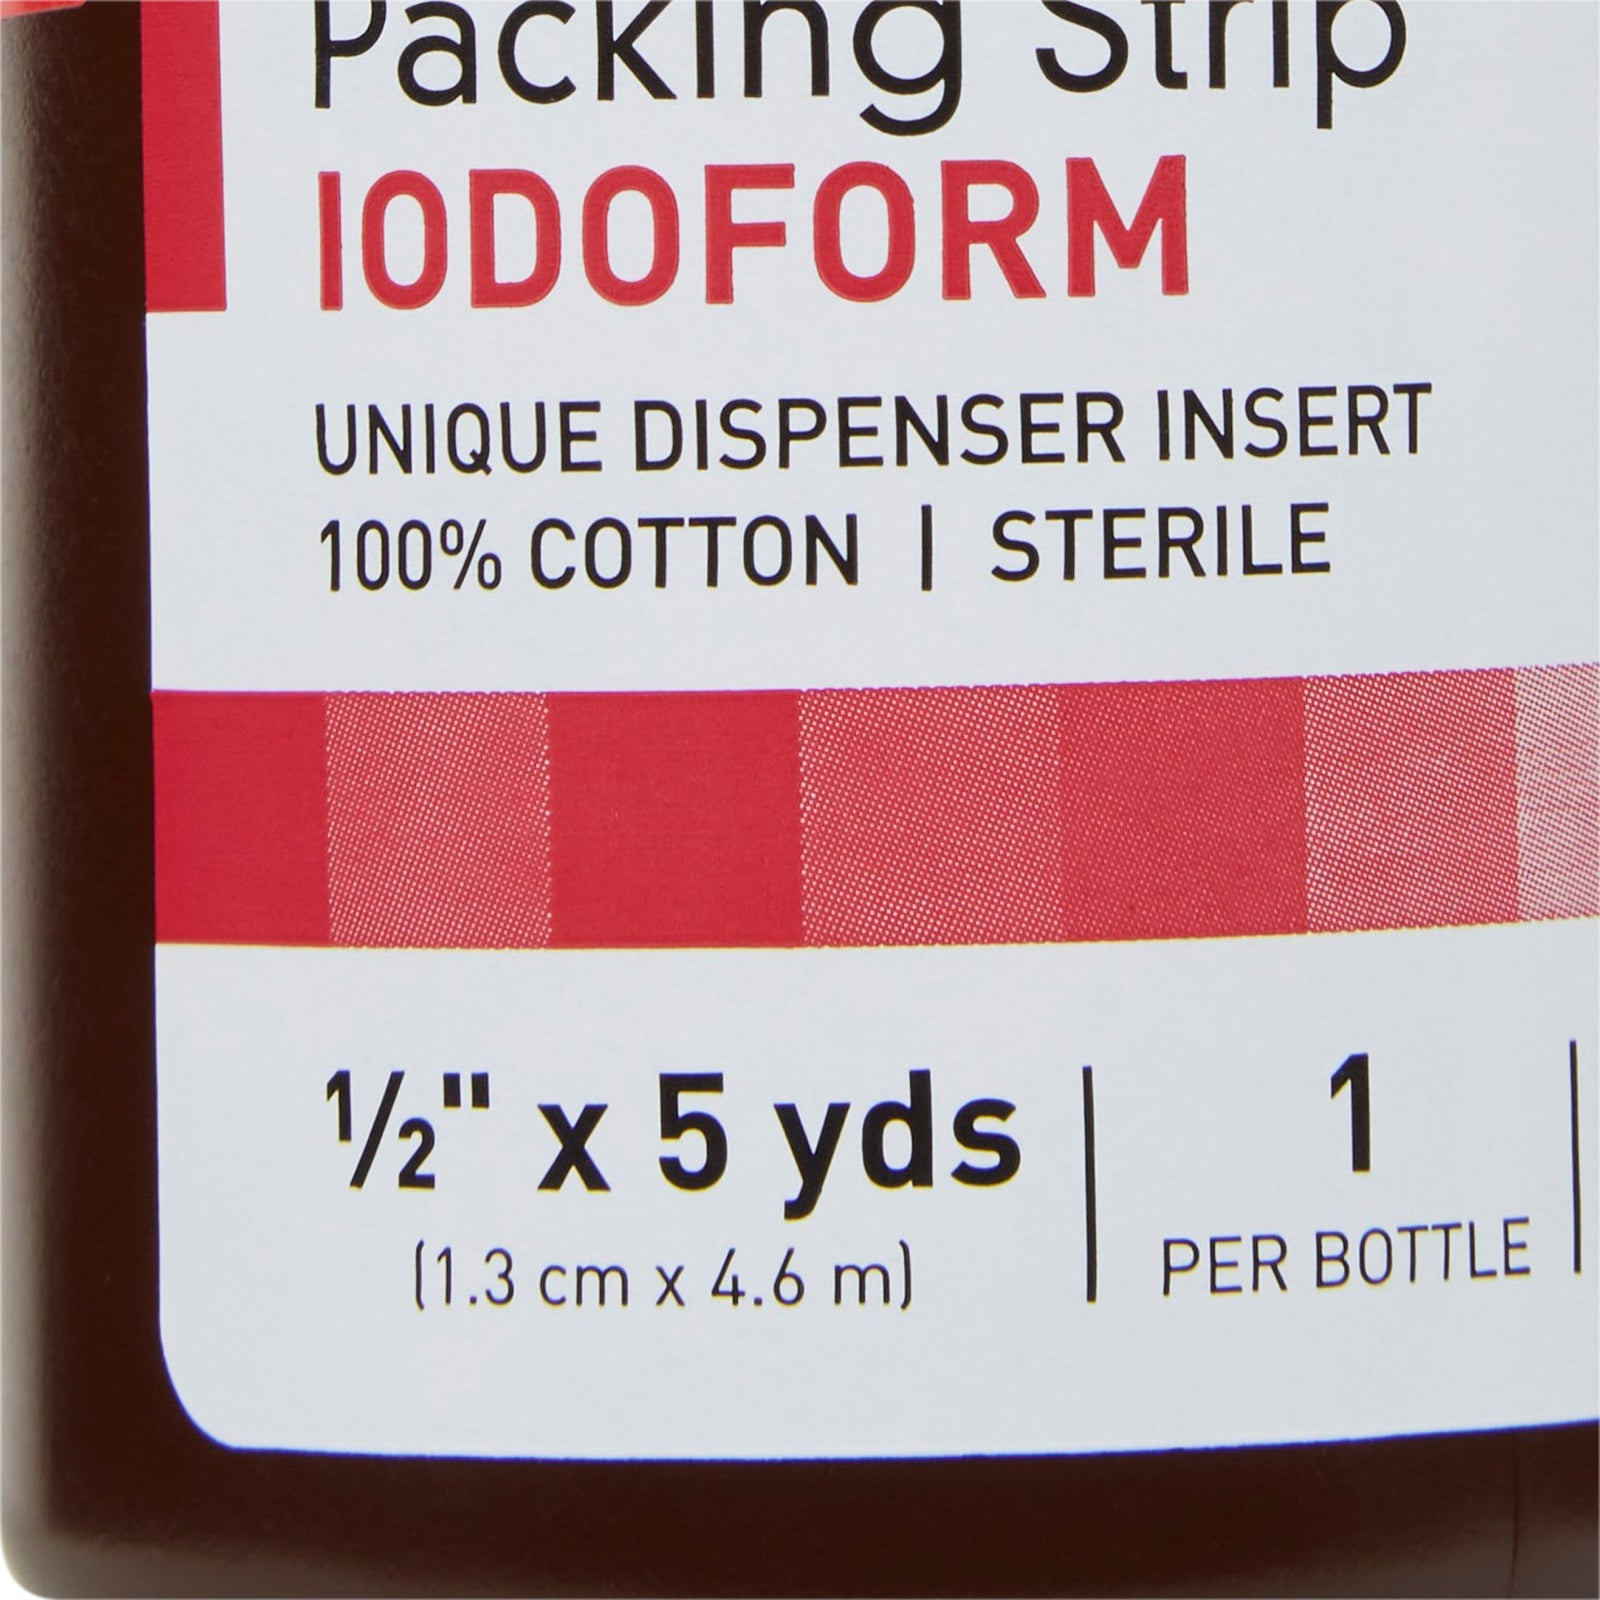 Packing Strip
IODOFORM
UNIQUE DISPENSER INSERT
100% COTTON | STERILE
½" x 5 yds | 1 |
(1.3 cm x 4.6 m) PER BOTTLE